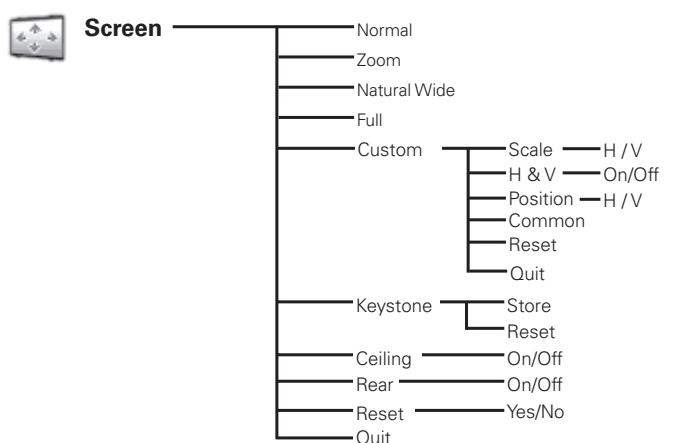 Screen Normal
Zoom
Natural Wide
Full
Custom Scale H / V
H & V On/Off
Position H / V
Common
Reset
Quit
Keystone Store
Reset
Ceiling On/Off
Rear On/Off
Reset Yes/No
Quit